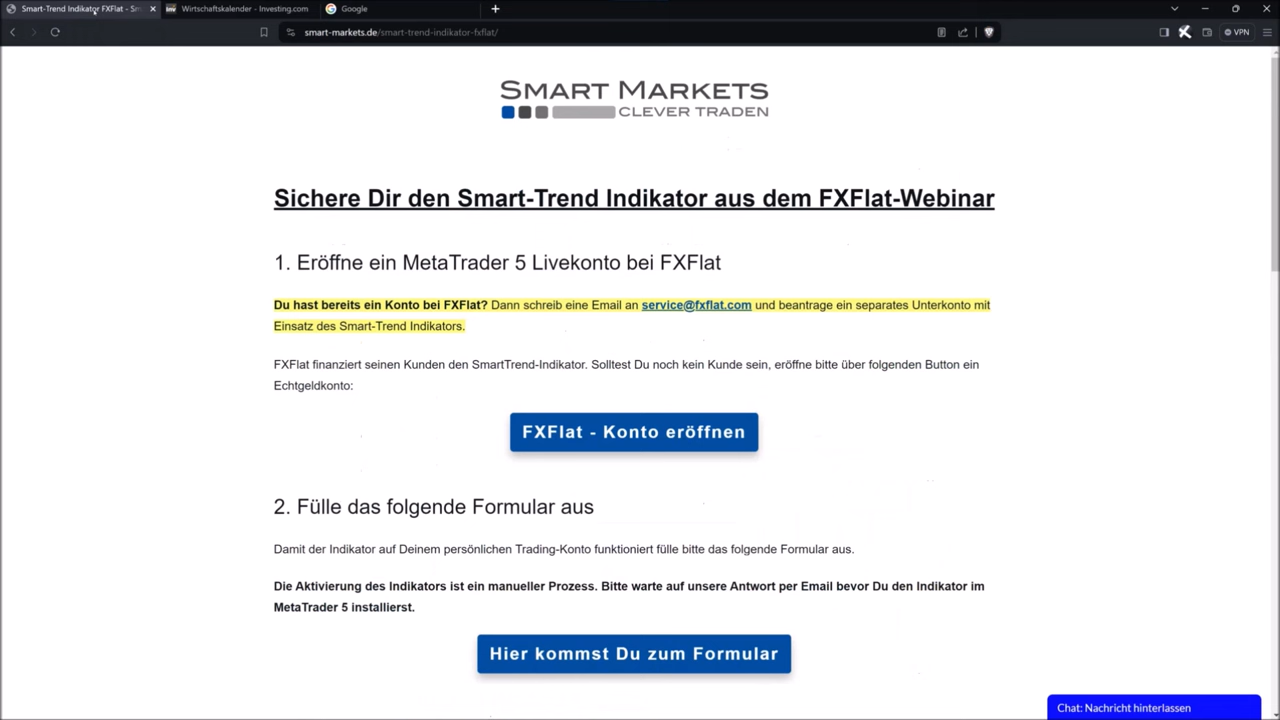 Smart-Trend Indikator FXFlat - Sm
Wirtschaftskalender - Investing.com
Google
smart-markets.de/smart-trend-indikator-fxflat/
VPN
SMART MARKETS
CLEVER TRADEN
Sichere Dir den Smart-Trend Indikator aus dem FXFlat-Webinar
1. Eröffne ein MetaTrader 5 Livekonto bei FXFlat
Du hast bereits ein Konto bei FXFlat? Dann schreib eine Email an service@fxflat.com und beantrage ein separates Unterkonto mit
Einsatz des Smart-Trend Indikators.
FXFlat finanziert seinen Kunden den SmartTrend-Indikator. Solltest Du noch kein Kunde sein, eröffne bitte über folgenden Button ein
Echtgeldkonto:
FXFlat - Konto eröffnen
2. Fülle das folgende Formular aus
Damit der Indikator auf Deinem persönlichen Trading-Konto funktioniert fülle bitte das folgende Formular aus.
Die Aktivierung des Indikators ist ein manueller Prozess. Bitte warte auf unsere Antwort per Email bevor Du den Indikator im
MetaTrader 5 installierst.
Hier kommst Du zum Formular
Chat: Nachricht hinterlassen